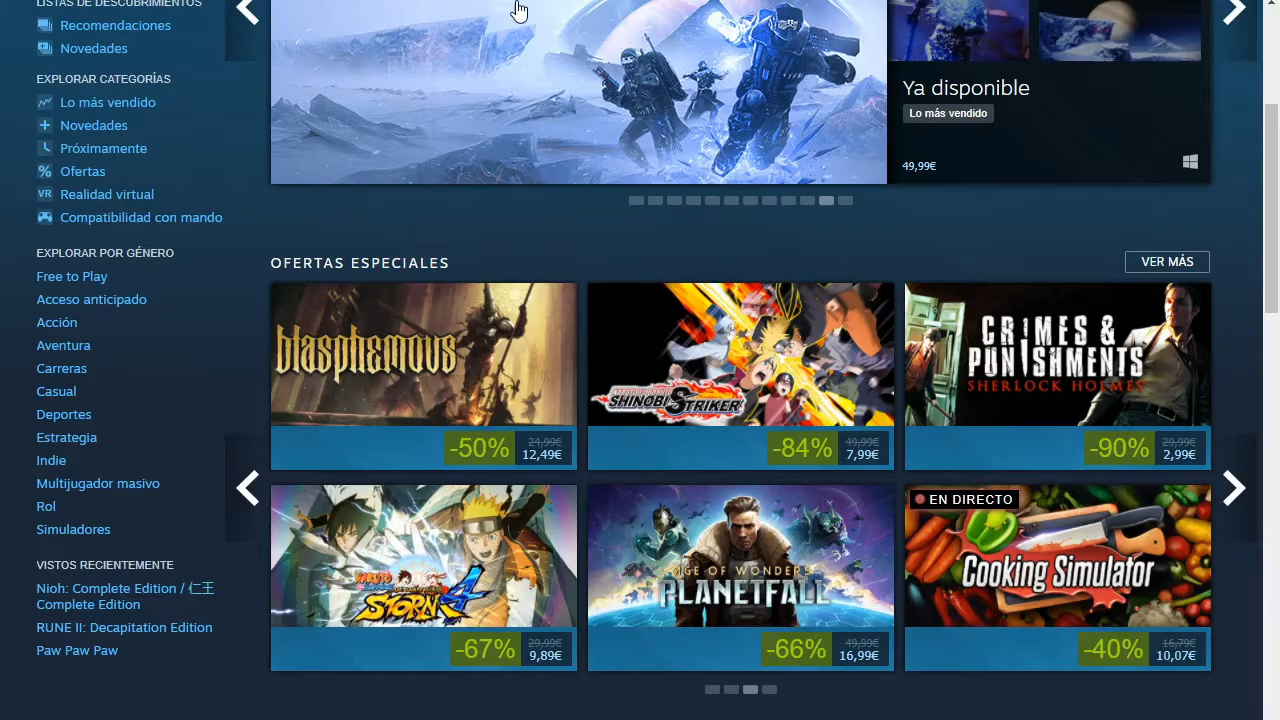 LISTAS DE DESCUBRIMIENTOS
Recomendaciones
Novedades
EXPLORAR CATEGORÍAS
Lo más vendido
Novedades
Próximamente
Ofertas
VR Realidad virtual
Compatibilidad con mando
EXPLORAR POR GÉNERO
Free to Play
Acceso anticipado
Acción
Aventura
Carreras
Casual
Deportes
Estrategia
Indie
Multijugador masivo
Rol
Simuladores
VISTOS RECIENTEMENTE
Nioh: Complete Edition / 仁王
Complete Edition
RUNE II: Decapitation Edition
Paw Paw Paw
Ya disponible
Lo más vendido
49,99€
OFERTAS ESPECIALES
VER MÁS
blasphemous
-50%
24,99€
12,49€
SHINOBI STRIKER
-84%
49,99€
7,99€
CRIMES &
PUNISHMENTS
SHERLOCK HOLMES
-90%
29,99€
2,99€
NARUTO
STORM 4
-67%
29,99€
9,89€
AGE OF WONDERS
PLANETFALL
-66%
49,99€
16,99€
EN DIRECTO
Cooking Simulator
-40%
16,79€
10,07€